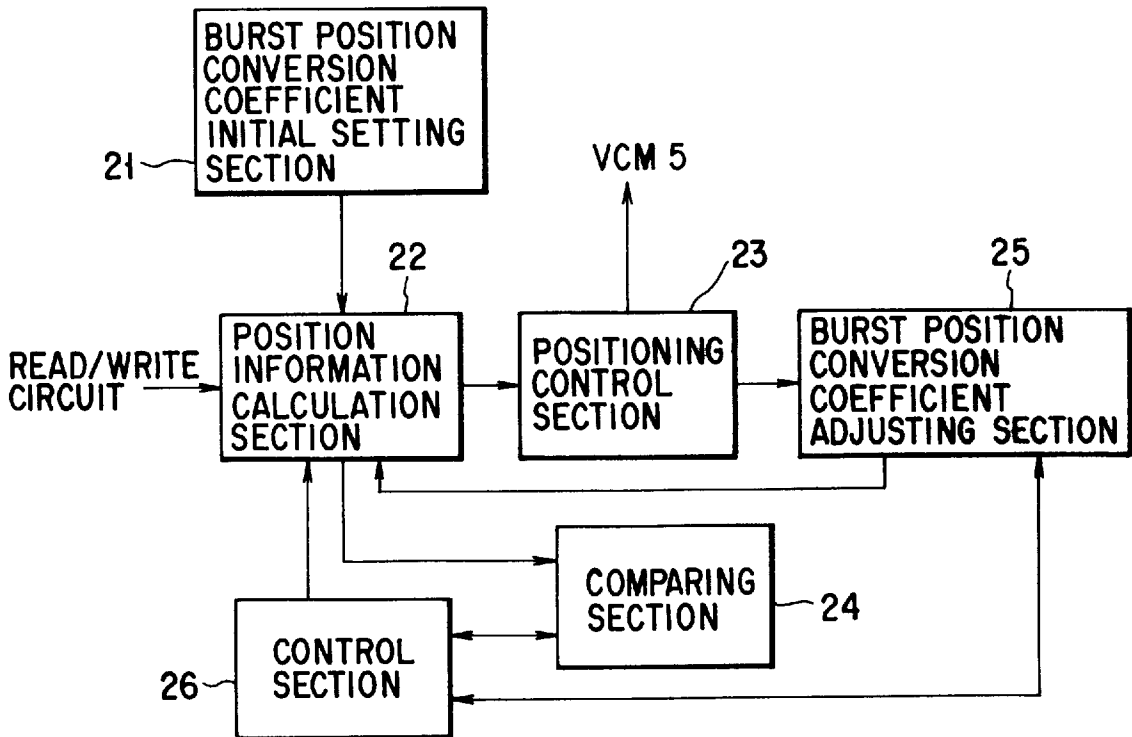 BURST POSITION
CONVERSION
COEFFICIENT
INITIAL SETTING
SECTION
21
VCM 5
22
23
25
READ/WRITE
CIRCUIT
POSITION
INFORMATION
CALCULATION
SECTION
POSITIONING
CONTROL
SECTION
BURST POSITION
CONVERSION
COEFFICIENT
ADJUSTING SECTION
COMPARING
SECTION
24
CONTROL
SECTION
26